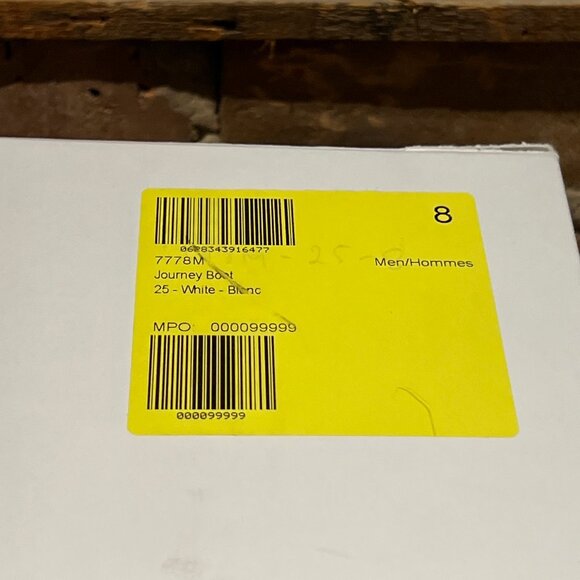 8
0628343916477
7778M
Men/Hommes
Journey Boot
25 - White - Blanc
MPO: 000099999
000099999